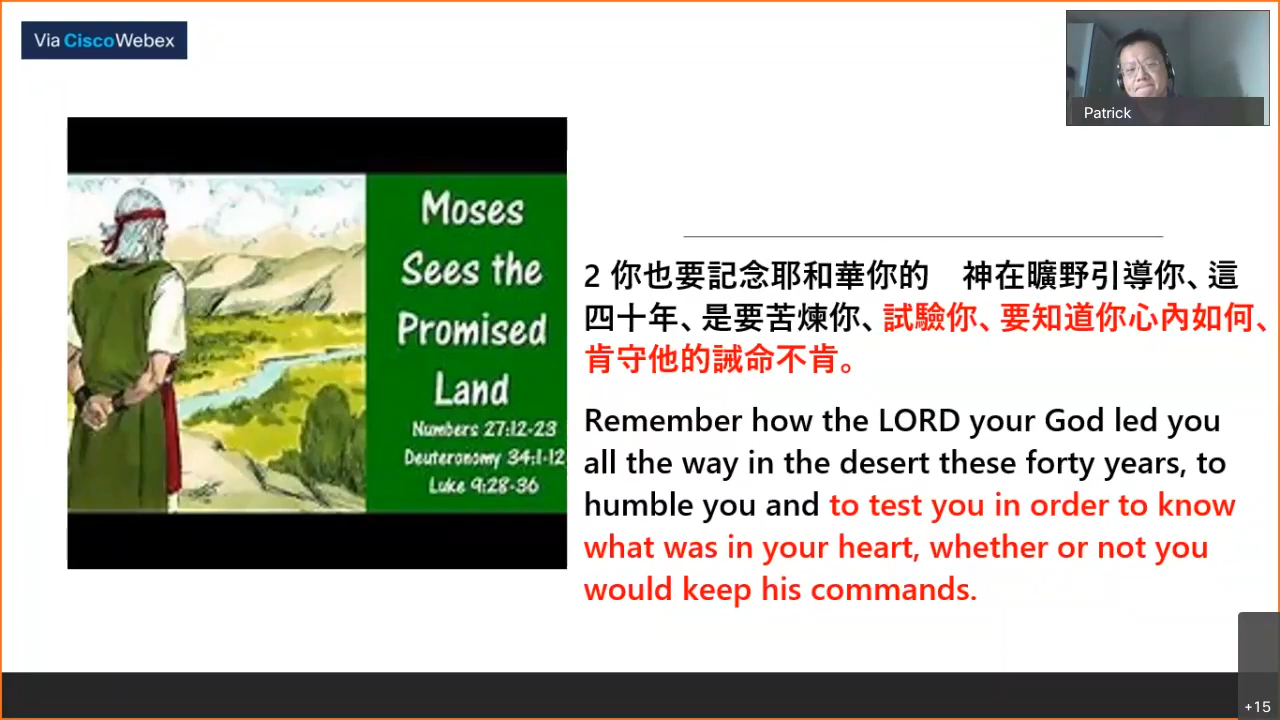 Via CiscoWebex
Patrick
Moses
Sees the
Promised
Land
Numbers 27:12-23
Deuteronomy 34:1-12
Luke 9:28-36
2 你也要記念耶和華你的　神在曠野引導你、這
四十年、是要苦煉你、試驗你、要知道你心內如何、
肯守他的誡命不肯。
Remember how the LORD your God led you
all the way in the desert these forty years, to
humble you and to test you in order to know
what was in your heart, whether or not you
would keep his commands.
+15